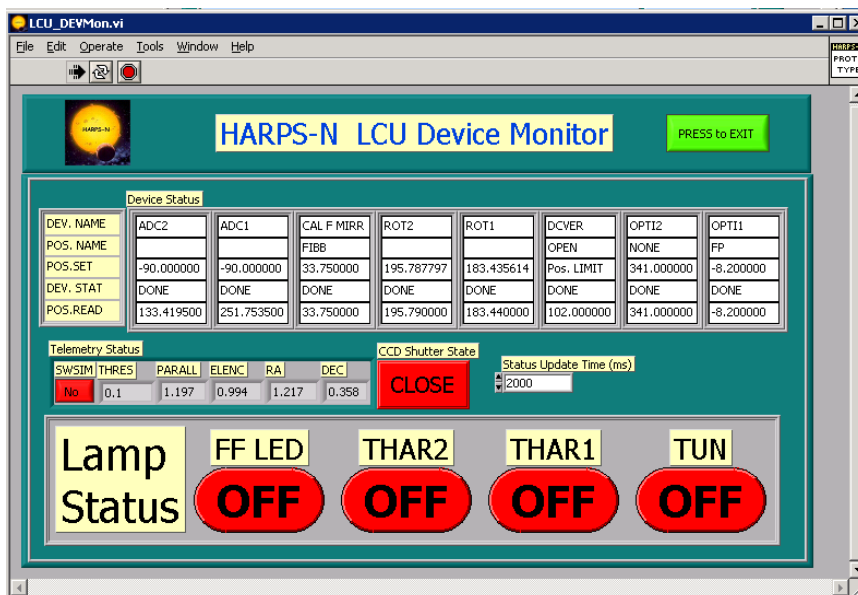 LCU_DEVMon.vi
File Edit Operate Tools Window Help
HARPS-
PROT
TYPE
HARPS-N
HARPS-N LCU Device Monitor
PRESS to EXIT
Device Status
DEV. NAME ADC2 ADC1 CAL F MIRR ROT2 ROT1 DCVER OPTI2 OPTI1
POS. NAME FIBB OPEN NONE FP
POS.SET -90.000000 -90.000000 33.750000 195.787797 183.435614 Pos. LIMIT 341.000000 -8.200000
DEV. STAT DONE DONE DONE DONE DONE DONE DONE DONE
POS.READ 133.419500 251.753500 33.750000 195.790000 183.440000 102.000000 341.000000 -8.200000
Telemetry Status CCD Shutter State
SWSIM THRES PARALL ELENC RA DEC Status Update Time (ms)
No 0.1 1.197 0.994 1.217 0.358 CLOSE 2000
Lamp Status
FF LED THAR2 THAR1 TUN
OFF OFF OFF OFF